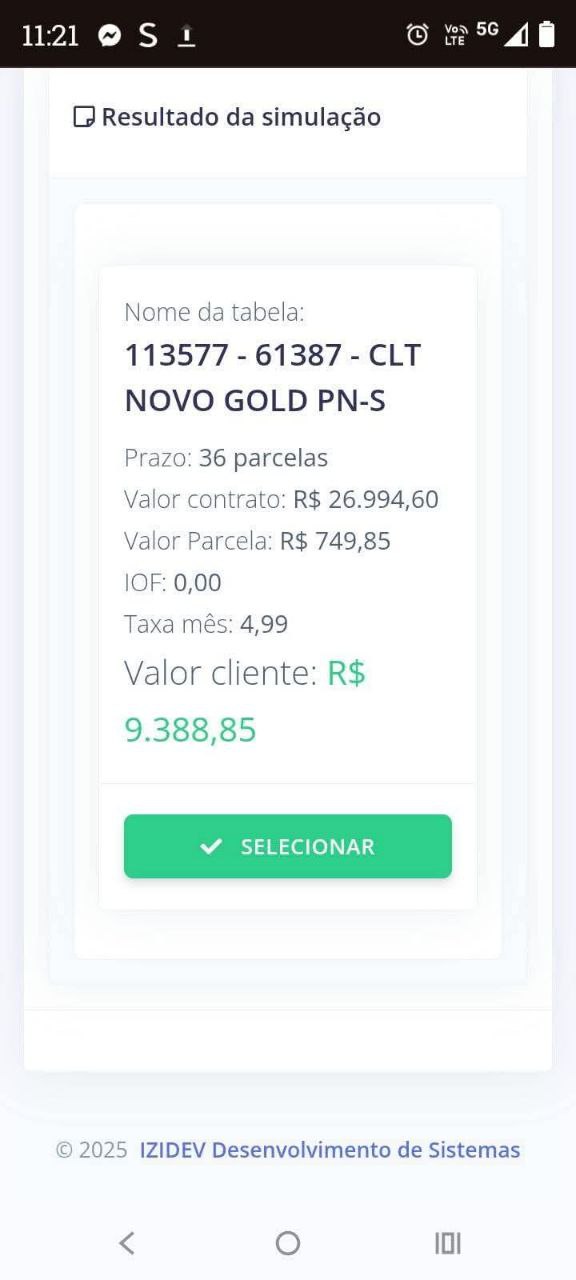 11:21 S VoLTE 5G
Resultado da simulação
Nome da tabela:
113577 - 61387 - CLT
NOVO GOLD PN-S
Prazo: 36 parcelas
Valor contrato: R$ 26.994,60
Valor Parcela: R$ 749,85
IOF: 0,00
Taxa mês: 4,99
Valor cliente: R$
9.388,85
SELECIONAR
© 2025 IZIDEV Desenvolvimento de Sistemas